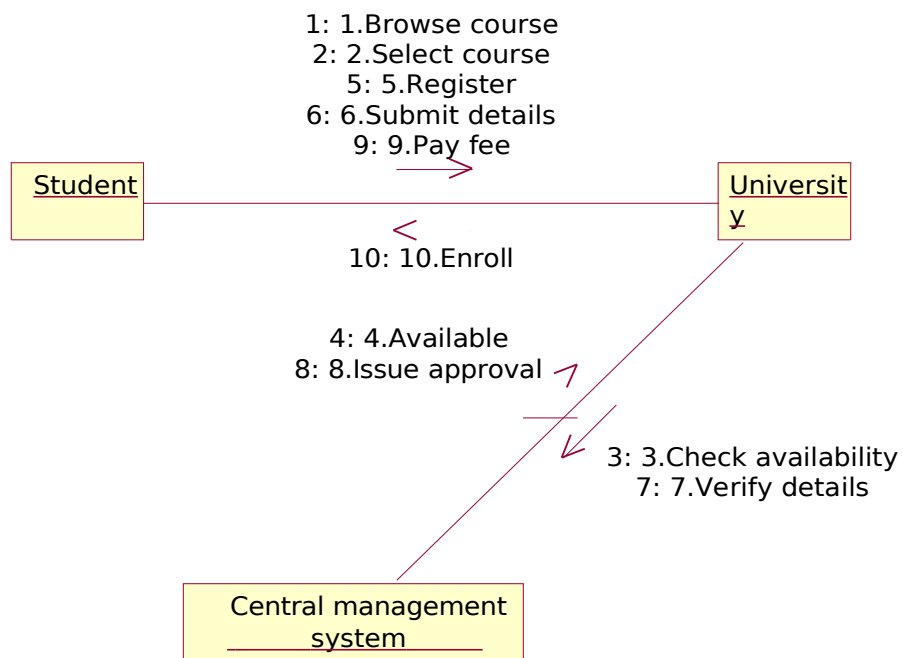 1: 1.Browse course
2: 2.Select course
5: 5.Register
6: 6.Submit details
9: 9.Pay fee
Student
Universit
y
10: 10.Enroll
4: 4.Available
8: 8.Issue approval
3: 3.Check availability
7: 7.Verify details
Central management
system